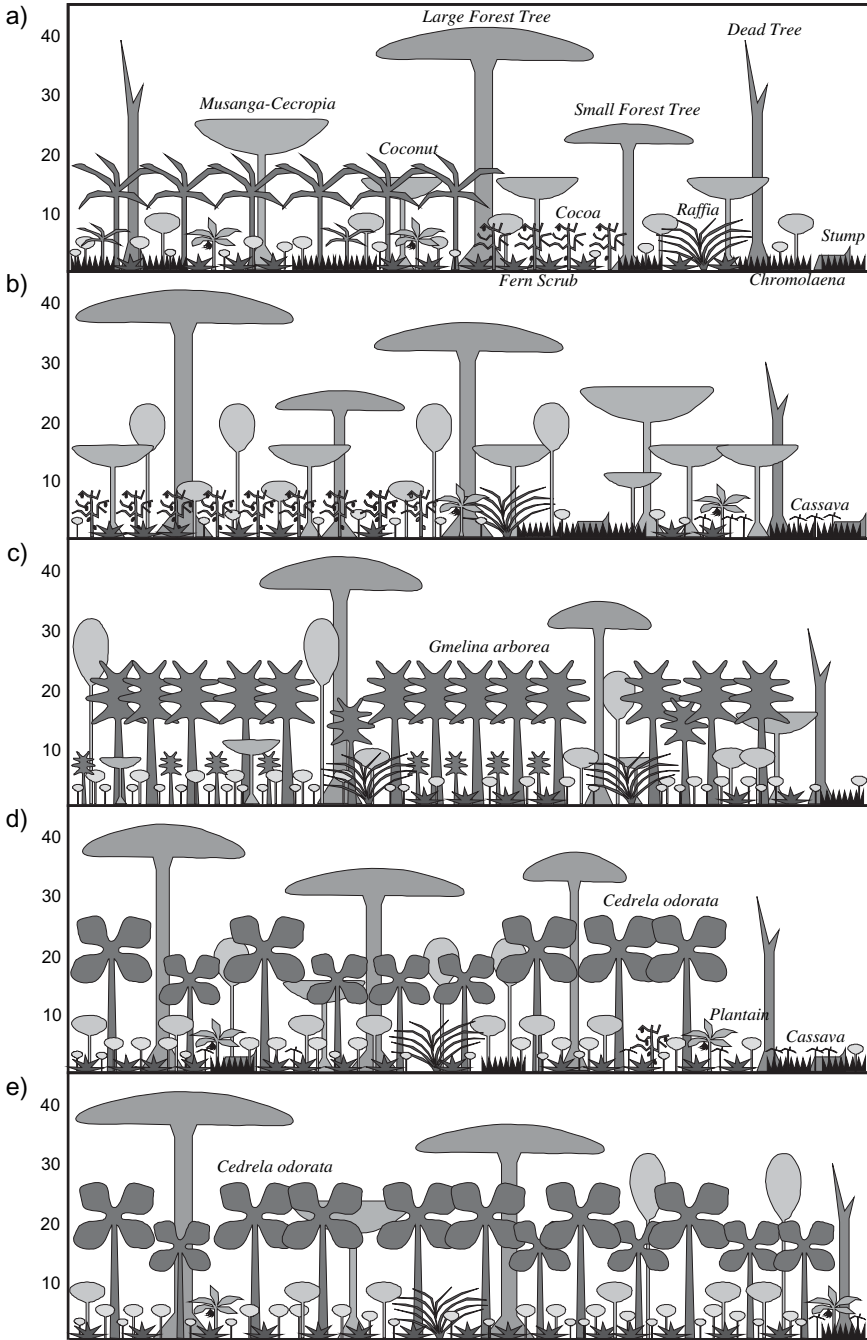 a)
40
Large Forest Tree
Dead Tree
30
Musanga-Cecropia
Small Forest Tree
20
Coconut
10
Cocoa
Raffia
Stump
b)
Fern Scrub
Chromolaena
40
30
20
10
Cassava
c)
40
30
Gmelina arborea
20
10
d)
40
30
Cedrela odorata
20
10
Plantain
Cassava
e)
40
30
Cedrela odorata
20
10